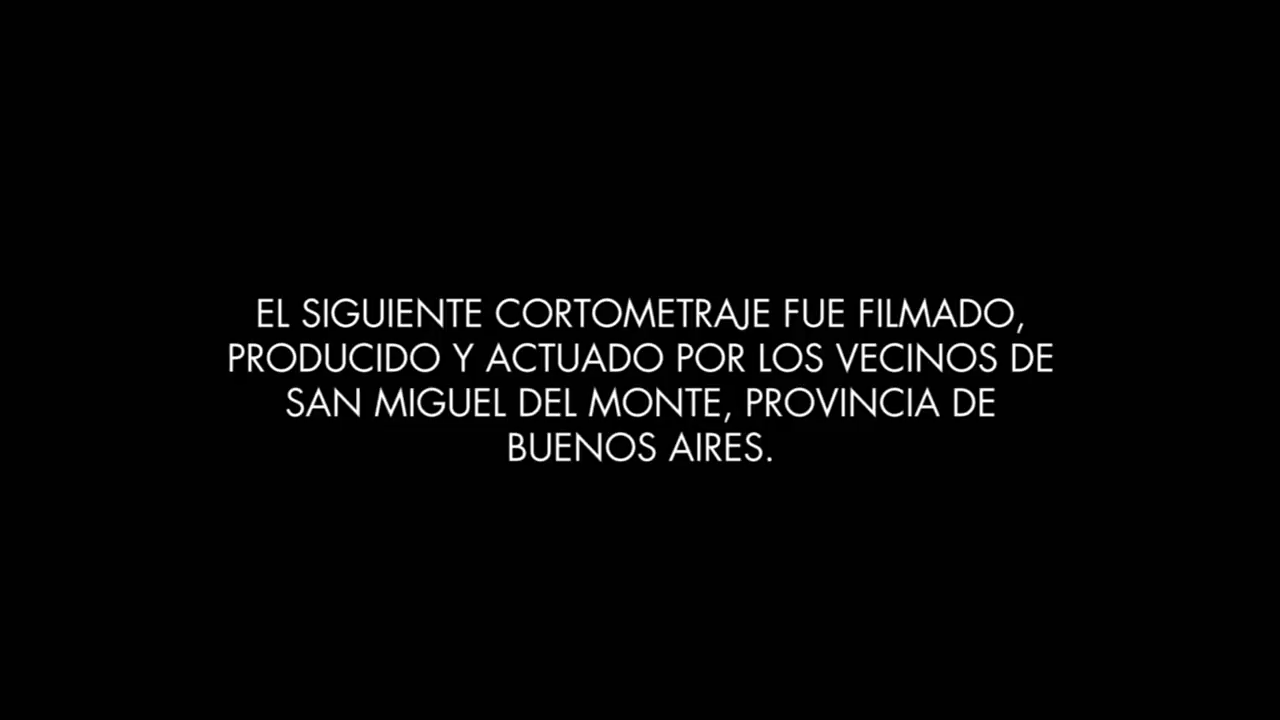 EL SIGUIENTE CORTOMETRAJE FUE FILMADO,
PRODUCIDO Y ACTUADO POR LOS VECINOS DE
SAN MIGUEL DEL MONTE, PROVINCIA DE
BUENOS AIRES.